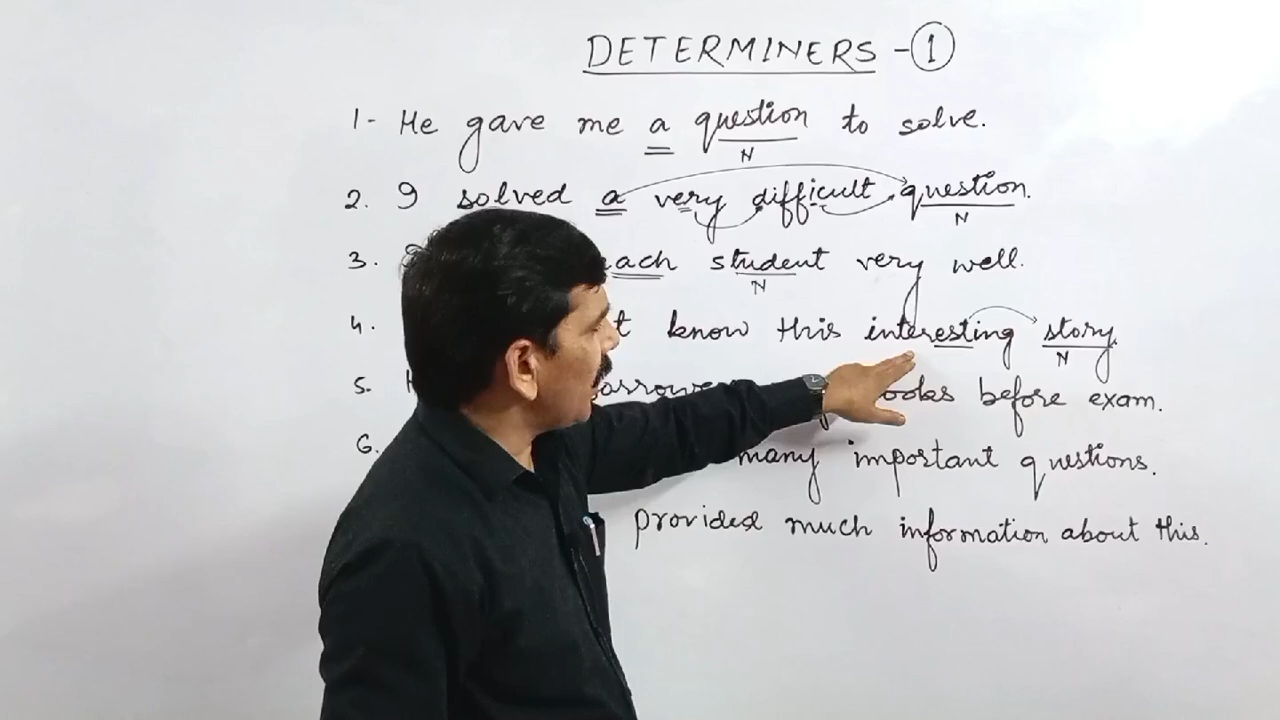 DETERMINERS - 1
1- He gave me a question to solve.
N
2. I solved a very difficult question.
N
3. each student very well.
N
4. know this interesting story.
N
5. books before exam.
6. many important questions.
provided much information about this.